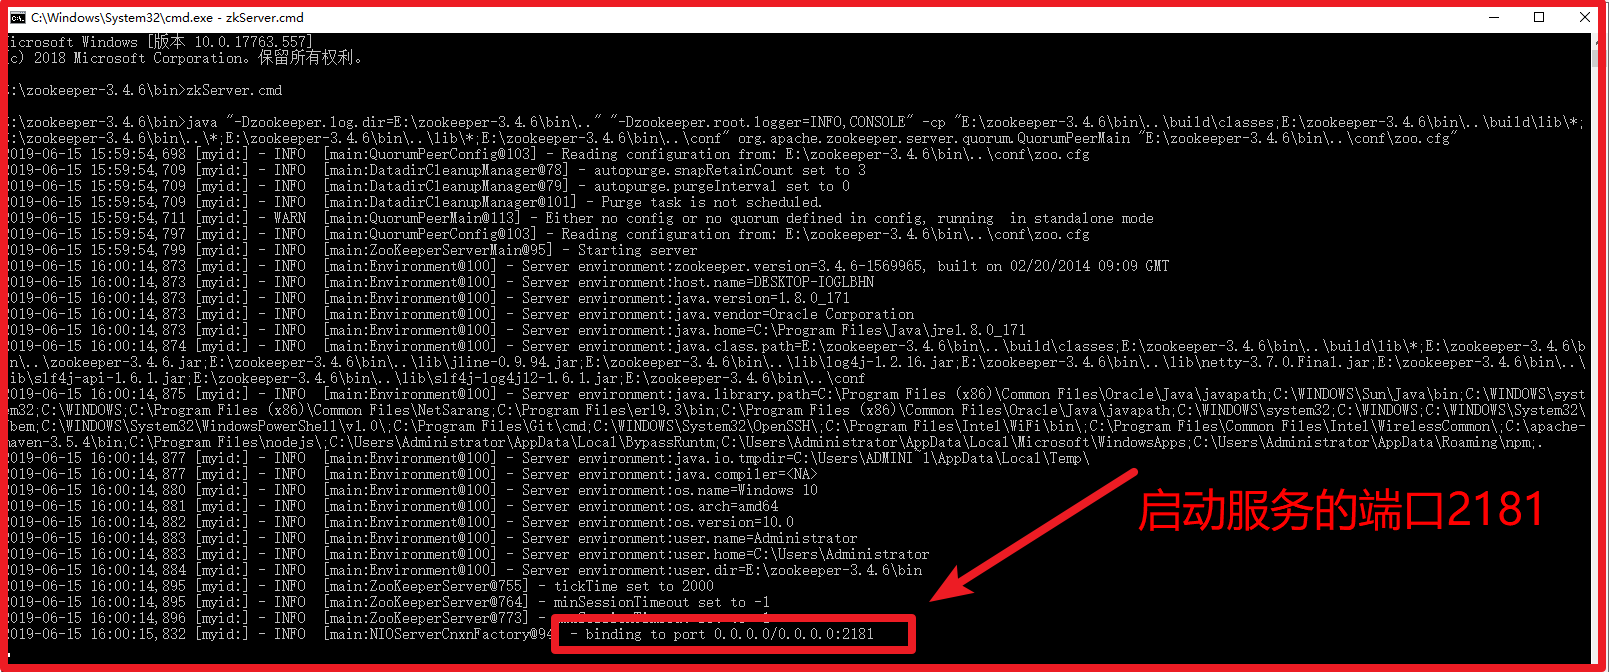 C:\Windows\System32\cmd.exe - zkServer.cmd
icrosoft Windows [版本 10.0.17763.557]
(c) 2018 Microsoft Corporation。保留所有权利。
:\zookeeper-3.4.6\bin>zkServer.cmd
:\zookeeper-3.4.6\bin>java "-Dzookeeper.log.dir=E:\zookeeper-3.4.6\bin\.." "-Dzookeeper.root.logger=INFO,CONSOLE" -cp "E:\zookeeper-3.4.6\bin\..\build\classes;E:\zookeeper-3.4.6\bin\..\build\lib\*;
:\zookeeper-3.4.6\bin\..\*;E:\zookeeper-3.4.6\bin\..\lib\*;E:\zookeeper-3.4.6\bin\..\conf" org.apache.zookeeper.server.quorum.QuorumPeerMain "E:\zookeeper-3.4.6\bin\..\conf\zoo.cfg"
2019-06-15 15:59:54,698 [myid:] - INFO  [main:QuorumPeerConfig@103] - Reading configuration from: E:\zookeeper-3.4.6\bin\..\conf\zoo.cfg
2019-06-15 15:59:54,709 [myid:] - INFO  [main:DatadirCleanupManager@78] - autopurge.snapRetainCount set to 3
2019-06-15 15:59:54,709 [myid:] - INFO  [main:DatadirCleanupManager@79] - autopurge.purgeInterval set to 0
2019-06-15 15:59:54,709 [myid:] - INFO  [main:DatadirCleanupManager@101] - Purge task is not scheduled.
2019-06-15 15:59:54,711 [myid:] - WARN  [main:QuorumPeerMain@113] - Either no config or no quorum defined in config, running  in standalone mode
2019-06-15 15:59:54,797 [myid:] - INFO  [main:QuorumPeerConfig@103] - Reading configuration from: E:\zookeeper-3.4.6\bin\..\conf\zoo.cfg
2019-06-15 15:59:54,799 [myid:] - INFO  [main:ZooKeeperServerMain@95] - Starting server
2019-06-15 16:00:14,873 [myid:] - INFO  [main:Environment@100] - Server environment:zookeeper.version=3.4.6-1569965, built on 02/20/2014 09:09 GMT
2019-06-15 16:00:14,873 [myid:] - INFO  [main:Environment@100] - Server environment:host.name=DESKTOP-IOGLBHN
2019-06-15 16:00:14,873 [myid:] - INFO  [main:Environment@100] - Server environment:java.version=1.8.0_171
2019-06-15 16:00:14,873 [myid:] - INFO  [main:Environment@100] - Server environment:java.vendor=Oracle Corporation
2019-06-15 16:00:14,873 [myid:] - INFO  [main:Environment@100] - Server environment:java.home=C:\Program Files\Java\jre1.8.0_171
2019-06-15 16:00:14,874 [myid:] - INFO  [main:Environment@100] - Server environment:java.class.path=E:\zookeeper-3.4.6\bin\..\build\classes;E:\zookeeper-3.4.6\bin\..\build\lib\*;E:\zookeeper-3.4.6\b
n\..\zookeeper-3.4.6.jar;E:\zookeeper-3.4.6\bin\..\lib\jline-0.9.94.jar;E:\zookeeper-3.4.6\bin\..\lib\log4j-1.2.16.jar;E:\zookeeper-3.4.6\bin\..\lib\netty-3.7.0.Final.jar;E:\zookeeper-3.4.6\bin\..\
ib\slf4j-api-1.6.1.jar;E:\zookeeper-3.4.6\bin\..\lib\slf4j-log4j12-1.6.1.jar;E:\zookeeper-3.4.6\bin\..\conf
2019-06-15 16:00:14,875 [myid:] - INFO  [main:Environment@100] - Server environment:java.library.path=C:\Program Files (x86)\Common Files\Oracle\Java\javapath;C:\WINDOWS\Sun\Java\bin;C:\WINDOWS\syst
em32;C:\WINDOWS;C:\Program Files (x86)\Common Files\NetSarang;C:\Program Files\er19.3\bin;C:\Program Files (x86)\Common Files\Oracle\Java\javapath;C:\WINDOWS\system32;C:\WINDOWS;C:\WINDOWS\System32\
bem;C:\WINDOWS\System32\WindowsPowerShell\v1.0\;C:\Program Files\Git\cmd;C:\WINDOWS\System32\OpenSSH\;C:\Program Files\Intel\WiFi\bin\;C:\Program Files\Common Files\Intel\WirelessCommon\;C:\apache-
aven-3.5.4\bin;C:\Program Files\nodejs\;C:\Users\Administrator\AppData\Local\BypassRuntm;C:\Users\Administrator\AppData\Local\Microsoft\WindowsApps;C:\Users\Administrator\AppData\Roaming\npm;.
2019-06-15 16:00:14,877 [myid:] - INFO  [main:Environment@100] - Server environment:java.io.tmpdir=C:\Users\ADMINI~1\AppData\Local\Temp\
2019-06-15 16:00:14,877 [myid:] - INFO  [main:Environment@100] - Server environment:java.compiler=<NA>
2019-06-15 16:00:14,880 [myid:] - INFO  [main:Environment@100] - Server environment:os.name=Windows 10
2019-06-15 16:00:14,881 [myid:] - INFO  [main:Environment@100] - Server environment:os.arch=amd64
2019-06-15 16:00:14,882 [myid:] - INFO  [main:Environment@100] - Server environment:os.version=10.0
2019-06-15 16:00:14,883 [myid:] - INFO  [main:Environment@100] - Server environment:user.name=Administrator
2019-06-15 16:00:14,883 [myid:] - INFO  [main:Environment@100] - Server environment:user.home=C:\Users\Administrator
2019-06-15 16:00:14,884 [myid:] - INFO  [main:Environment@100] - Server environment:user.dir=E:\zookeeper-3.4.6\bin
2019-06-15 16:00:14,895 [myid:] - INFO  [main:ZooKeeperServer@755] - tickTime set to 2000
2019-06-15 16:00:14,895 [myid:] - INFO  [main:ZooKeeperServer@764] - minSessionTimeout set to -1
2019-06-15 16:00:14,896 [myid:] - INFO  [main:ZooKeeperServer@773] -
2019-06-15 16:00:15,832 [myid:] - INFO  [main:NIOServerCnxnFactory@94 - binding to port 0.0.0.0/0.0.0.0:2181
启动服务的端口2181